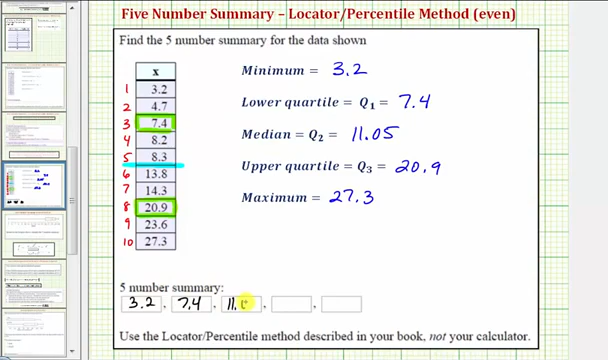 Five Number Summary – Locator/Percentile Method (even)
Find the 5 number summary for the data shown
x
1 3.2
2 4.7
3 7.4
4 8.2
5 8.3
6 13.8
7 14.3
8 20.9
9 23.6
10 27.3
Minimum = 3.2
Lower quartile = Q1 = 7.4
Median = Q2 = 11.05
Upper quartile = Q3 = 20.9
Maximum = 27.3
5 number summary:
3.2 , 7.4 , 11. , ,
Use the Locator/Percentile method described in your book, not your calculator.